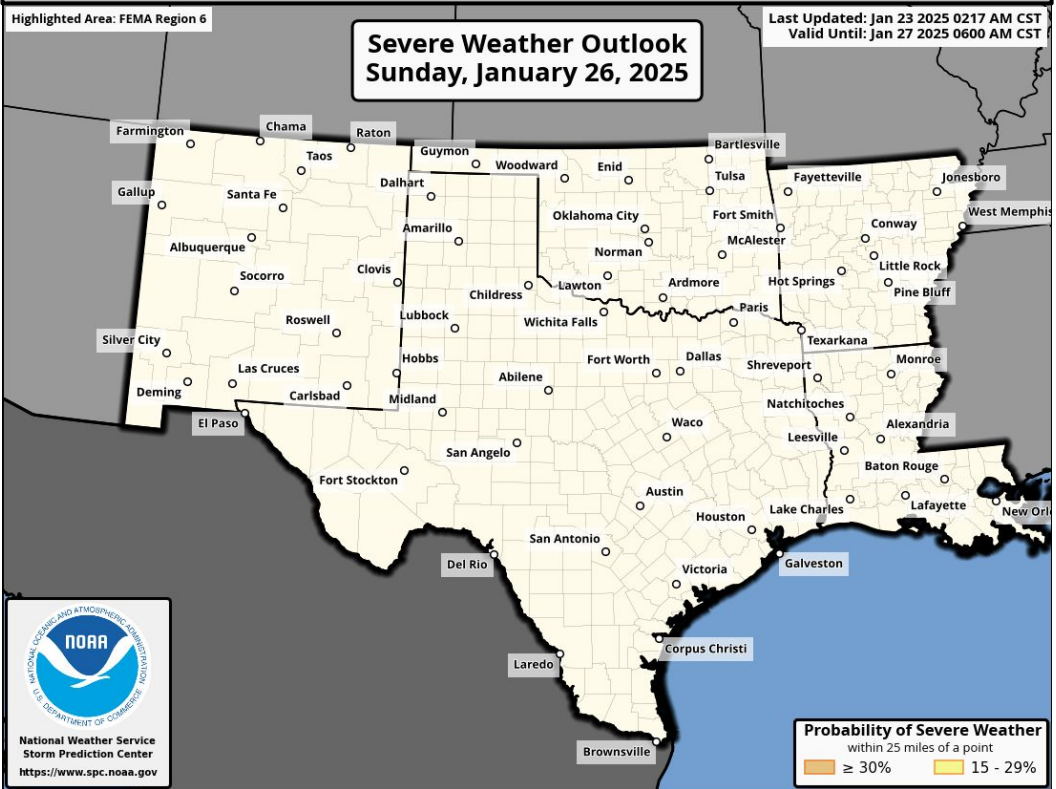 Highlighted Area: FEMA Region 6
Last Updated: Jan 23 2025 0217 AM CST
Valid Until: Jan 27 2025 0600 AM CST
Severe Weather Outlook
Sunday, January 26, 2025
Farmington
Chama
Raton
Taos
Guymon
Woodward
Enid
Bartlesville
Tulsa
Fayetteville
Jonesboro
Gallup
Santa Fe
Dalhart
Amarillo
Oklahoma City
Norman
Fort Smith
McAlester
Conway
West Memphis
Albuquerque
Socorro
Clovis
Childress
Lawton
Ardmore
Hot Springs
Little Rock
Pine Bluff
Roswell
Lubbock
Wichita Falls
Paris
Texarkana
Silver City
Deming
Las Cruces
Carlsbad
Hobbs
Midland
Abilene
Fort Worth
Dallas
Shreveport
Monroe
El Paso
San Angelo
Waco
Natchitoches
Leesville
Alexandria
Fort Stockton
Austin
Houston
Lake Charles
Baton Rouge
Lafayette
New Orl
Del Rio
San Antonio
Victoria
Galveston
Laredo
Corpus Christi
Brownsville
NATIONAL OCEANIC AND ATMOSPHERIC ADMINISTRATION
NOAA
U.S. DEPARTMENT OF COMMERCE
National Weather Service
Storm Prediction Center
https://www.spc.noaa.gov
Probability of Severe Weather
within 25 miles of a point
≥ 30%
15 - 29%